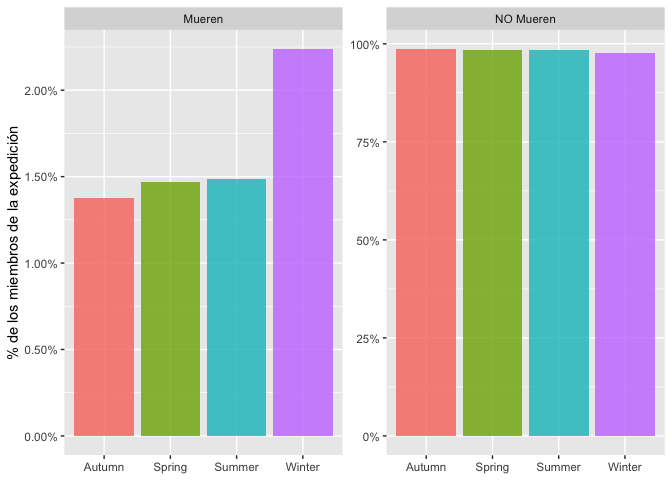 Mueren
NO Mueren
% de los miembros de la expedición
2.00%
1.50%
1.00%
0.50%
0.00%
100%
75%
50%
25%
0%
Autumn Spring Summer Winter
Autumn Spring Summer Winter